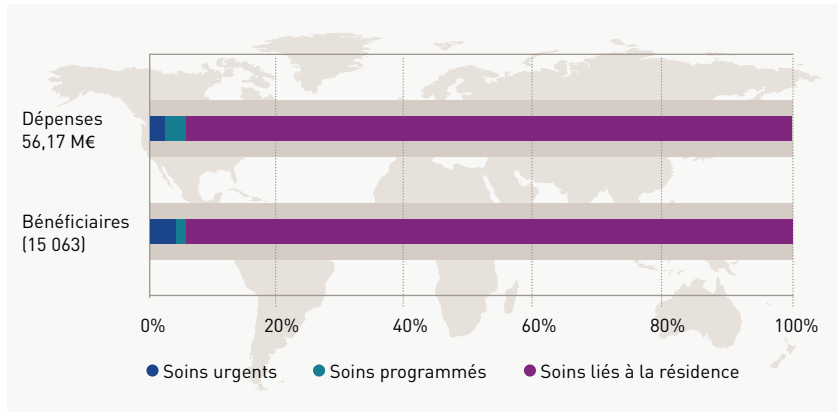 Dépenses
56,17 M€
Bénéficiaires
(15 063)
0% 20% 40% 60% 80% 100%
Soins urgents Soins programmés Soins liés à la résidence